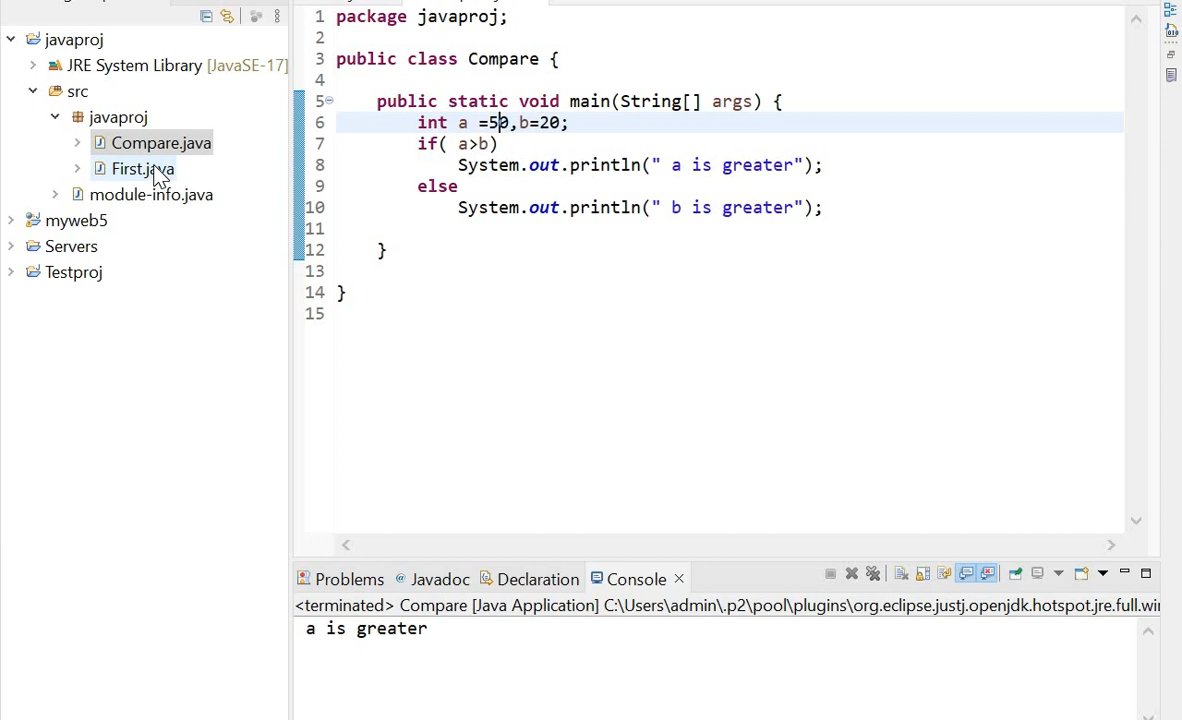 javaproj
JRE System Library [JavaSE-17]
src
javaproj
Compare.java
First.java
module-info.java
myweb5
Servers
Testproj
1 package javaproj;
2
3 public class Compare {
4
5 public static void main(String[] args) {
6 int a =50,b=20;
7 if( a>b)
8 System.out.println(" a is greater");
9 else
10 System.out.println(" b is greater");
11
12 }
13
14 }
15
Problems @ Javadoc Declaration Console
<terminated> Compare [Java Application] C:\Users\admin\.p2\pool\plugins\org.eclipse.justj.openjdk.hotspot.jre.full.wi
a is greater